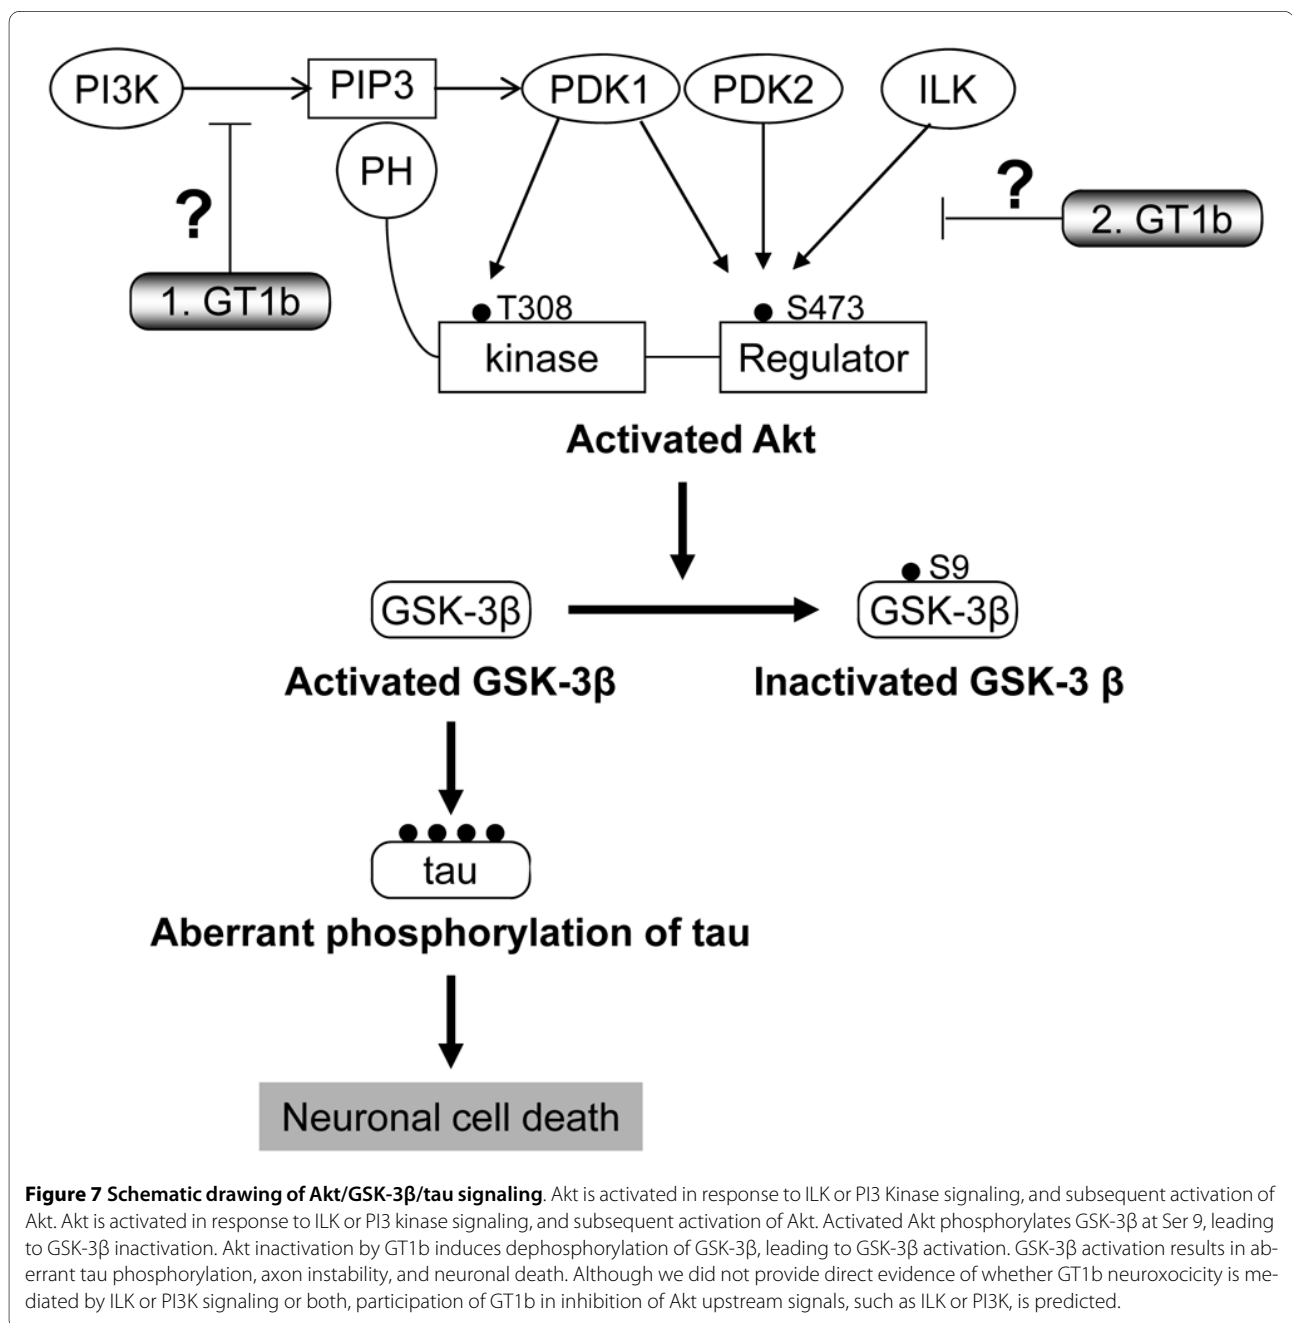 PI3K
PIP3
PDK1
PDK2
ILK
PH
?
?
1. GT1b
2. GT1b
T308
S473
kinase
Regulator
Activated Akt
S9
GSK-3β
GSK-3β
Activated GSK-3β
Inactivated GSK-3 β
tau
Aberrant phosphorylation of tau
Neuronal cell death
Figure 7 Schematic drawing of Akt/GSK-3β/tau signaling. Akt is activated in response to ILK or PI3 Kinase signaling, and subsequent activation of
Akt. Akt is activated in response to ILK or PI3 kinase signaling, and subsequent activation of Akt. Activated Akt phosphorylates GSK-3β at Ser 9, leading
to GSK-3β inactivation. Akt inactivation by GT1b induces dephosphorylation of GSK-3β, leading to GSK-3β activation. GSK-3β activation results in ab-
errant tau phosphorylation, axon instability, and neuronal death. Although we did not provide direct evidence of whether GT1b neuroxocicity is me-
diated by ILK or PI3K signaling or both, participation of GT1b in inhibition of Akt upstream signals, such as ILK or PI3K, is predicted.